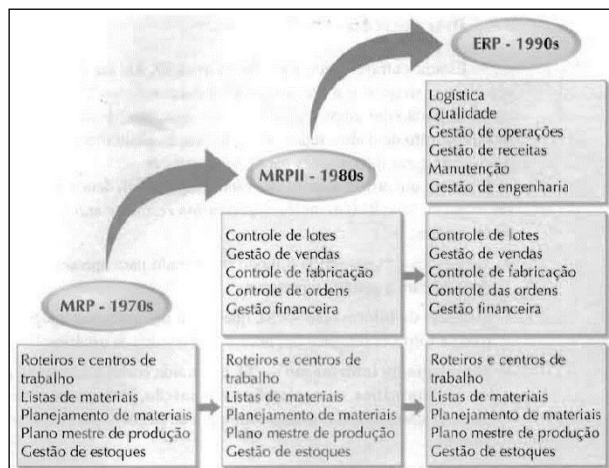 ERP - 1990s
Logística
Qualidade
Gestão de operações
Gestão de receitas
Manutenção
Gestão de engenharia
MRPII - 1980s
Controle de lotes
Gestão de vendas
Controle de fabricação
Controle de ordens
Gestão financeira
Controle de lotes
Gestão de vendas
Controle de fabricação
Controle das ordens
Gestão financeira
MRP - 1970s
Roteiros e centros de
trabalho
Listas de materiais
Planejamento de materiais
Plano mestre de produção
Gestão de estoques
Roteiros e centros de
trabalho
Listas de materiais
Planejamento de materiais
Plano mestre de produção
Gestão de estoques
Roteiros e centros de
trabalho
Listas de materiais
Planejamento de materiais
Plano mestre de produção
Gestão de estoques